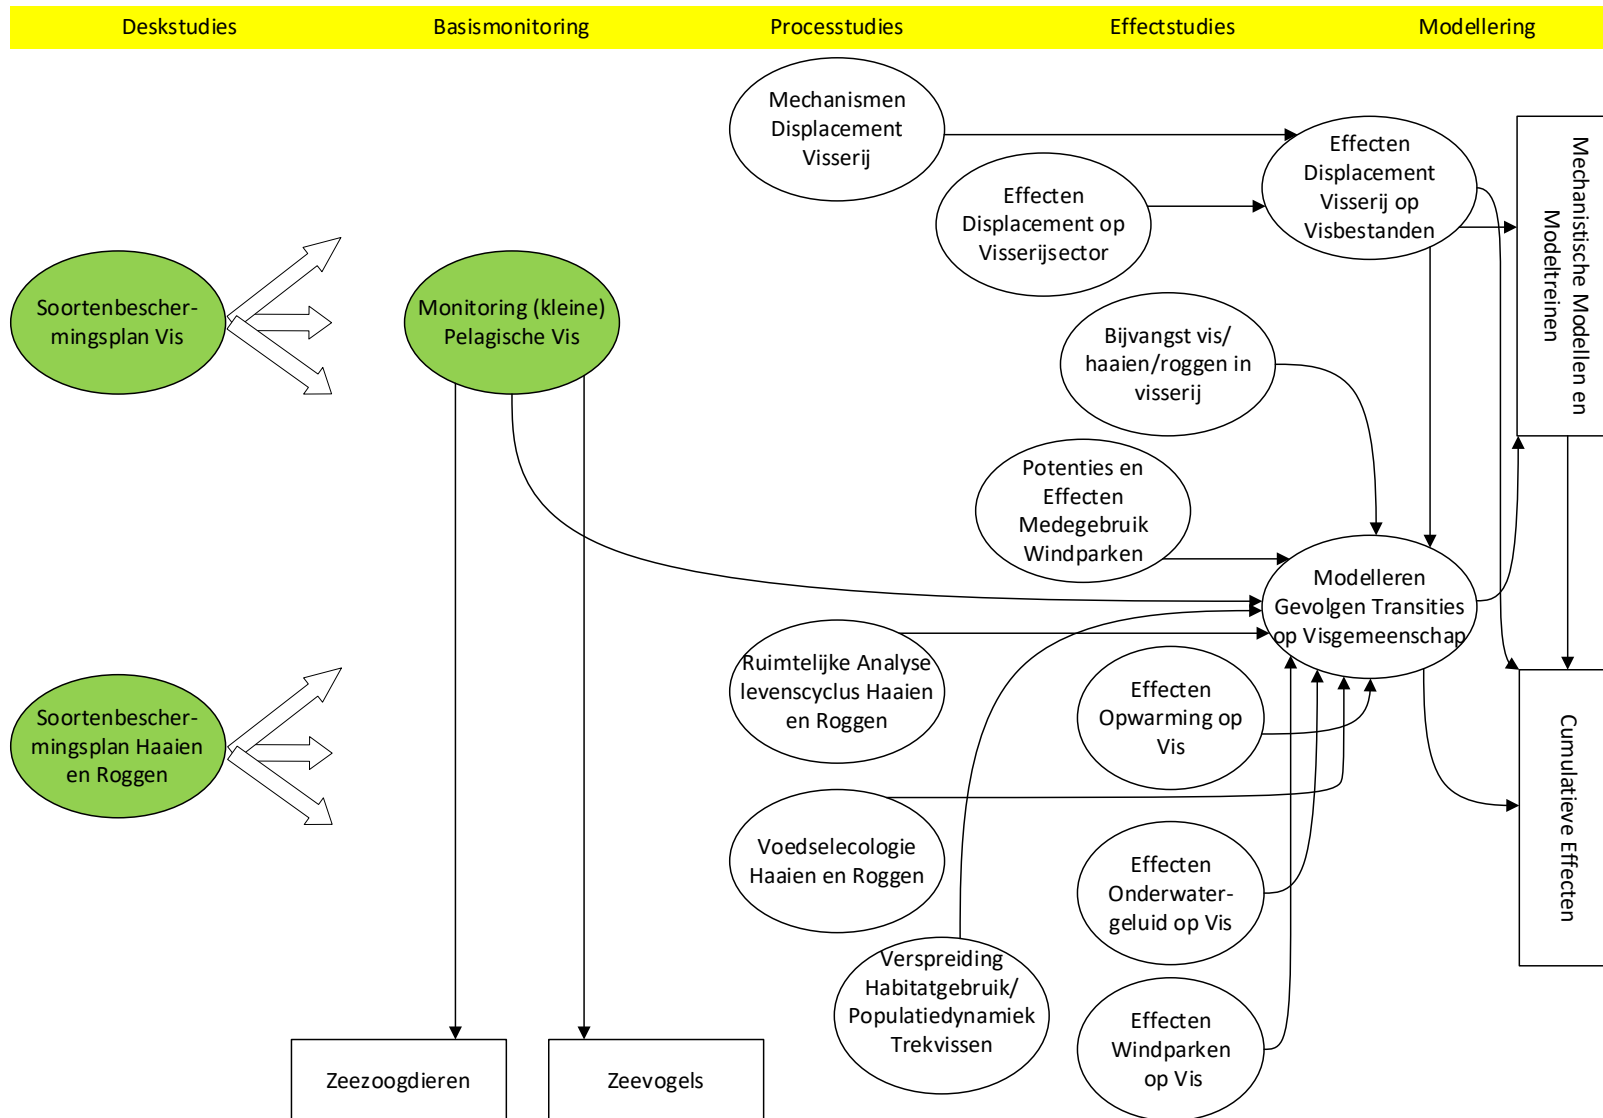 Deskstudies
Basismonitoring
Processtudies
Effectstudies
Modellering
Mechanismen
Displacement
Visserij
Effecten
Displacement op
Visserijsector
Effecten
Displacement
Visserij op
Visbestanden
Mechanistische Modellen en
Modeltreinen
Soortenbescher-
mingsplan Vis
Monitoring (kleine)
Pelagische Vis
Bijvangst vis/
haaien/roggen in
visserij
Potenties en
Effecten
Medegebruik
Windparken
Modelleren
Gevolgen Transities
op Visgemeenschap
Ruimtelijke Analyse
levenscyclus Haaien
en Roggen
Effecten
Opwarming op
Vis
Soortenbescher-
mingsplan Haaien
en Roggen
Cumulatieve Effecten
Voedselecologie
Haaien en Roggen
Effecten
Onderwater-
geluid op Vis
Verspreiding
Habitatgebruik/
Populatiedynamiek
Trekvissen
Effecten
Windparken
op Vis
Zeezoogdieren
Zeevogels